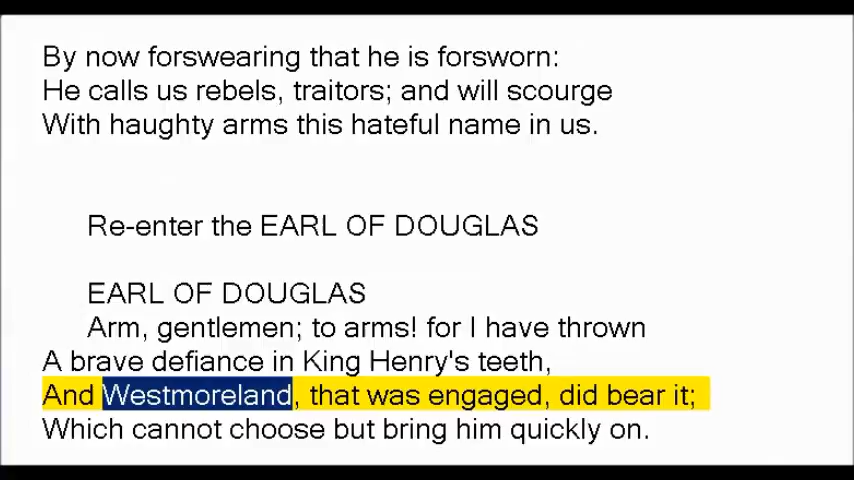 By now forswearing that he is forsworn:
He calls us rebels, traitors; and will scourge
With haughty arms this hateful name in us.
Re-enter the EARL OF DOUGLAS
EARL OF DOUGLAS
Arm, gentlemen; to arms! for I have thrown
A brave defiance in King Henry's teeth,
And Westmoreland, that was engaged, did bear it;
Which cannot choose but bring him quickly on.